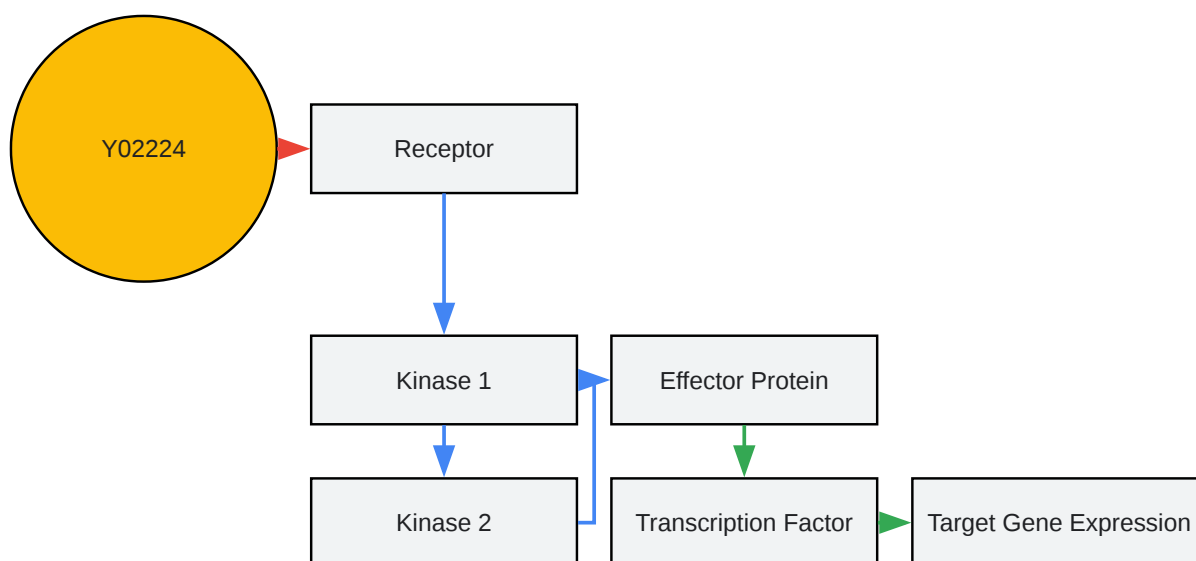 Y02224
Receptor
Kinase 1
Effector Protein
Kinase 2
Transcription Factor
Target Gene Expression